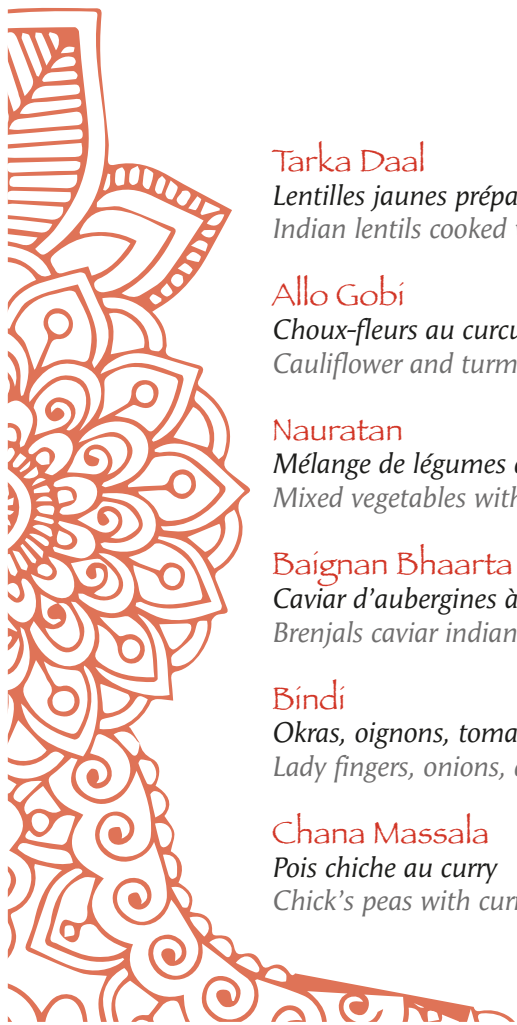 Tarka Daal
Lentilles jaunes prépa
Indian lentils cooked
Allo Gobi
Choux-fleurs au curcu
Cauliflower and turm
Nauratan
Mélange de légumes
Mixed vegetables with
Baignan Bhaarta
Caviar d'aubergines à
Brenjals caviar indian
Bindi
Okras, oignons, toma
Lady fingers, onions,
Chana Massala
Pois chiche au curry
Chick's peas with curr